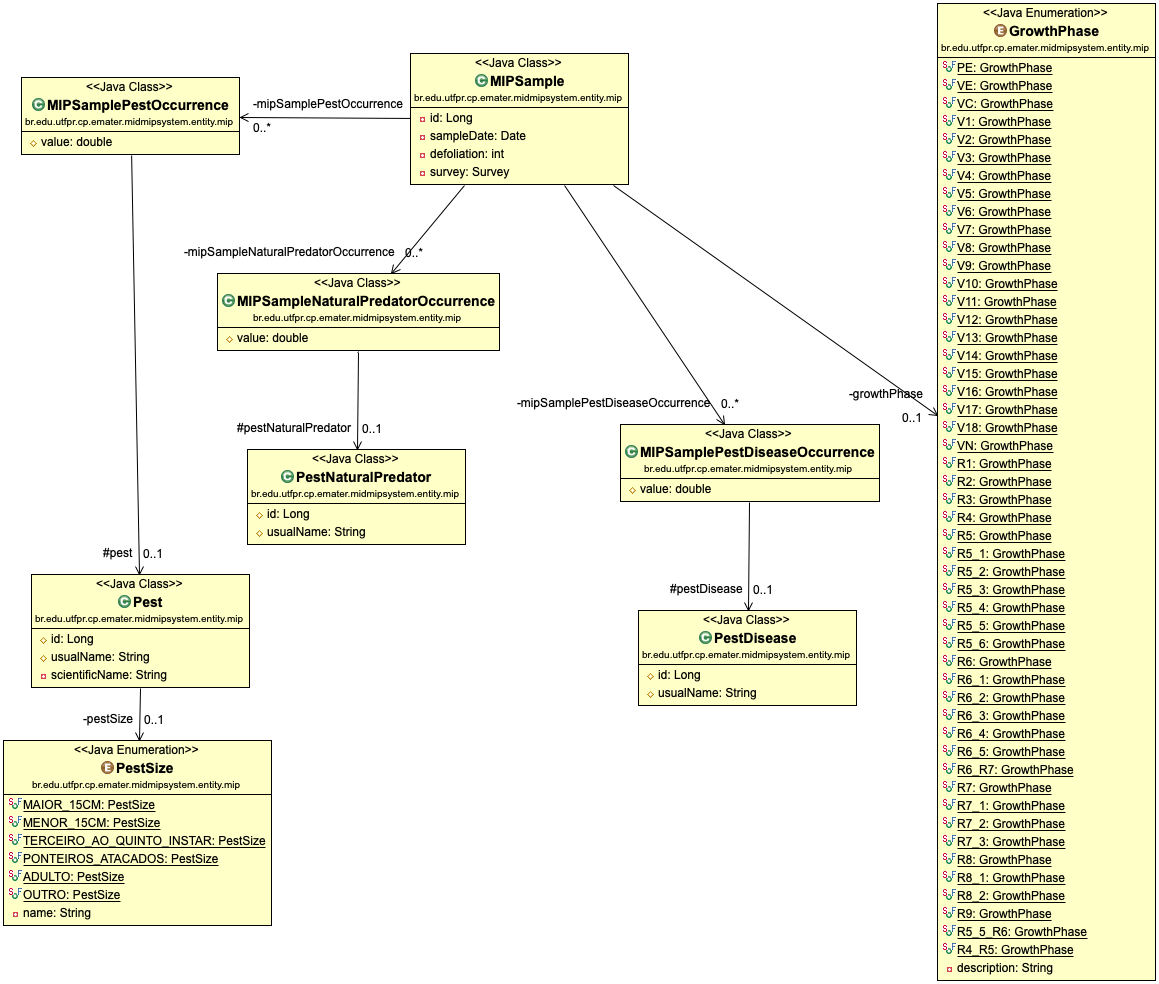 <<Java Class>>
MIPSamplePestOccurrence
br.edu.utfpr.cp.emater.midmipsystem.entity.mip
value: double
-mipSamplePestOccurrence
0..*
<<Java Class>>
MIPSample
br.edu.utfpr.cp.emater.midmipsystem.entity.mip
id: Long
sampleDate: Date
defoliation: int
survey: Survey
-mipSampleNaturalPredatorOccurrence
0..*
<<Java Class>>
MIPSampleNaturalPredatorOccurrence
br.edu.utfpr.cp.emater.midmipsystem.entity.mip
value: double
#pestNaturalPredator
0..1
<<Java Class>>
PestNaturalPredator
br.edu.utfpr.cp.emater.midmipsystem.entity.mip
id: Long
usualName: String
-mipSamplePestDiseaseOccurrence
0..*
<<Java Class>>
MIPSamplePestDiseaseOccurrence
br.edu.utfpr.cp.emater.midmipsystem.entity.mip
value: double
#pestDisease
0..1
<<Java Class>>
PestDisease
br.edu.utfpr.cp.emater.midmipsystem.entity.mip
id: Long
usualName: String
#pest
0..1
<<Java Class>>
Pest
br.edu.utfpr.cp.emater.midmipsystem.entity.mip
id: Long
usualName: String
scientificName: String
-pestSize
0..1
<<Java Enumeration>>
PestSize
br.edu.utfpr.cp.emater.midmipsystem.entity.mip
MAIOR_15CM: PestSize
MENOR_15CM: PestSize
TERCEIRO_AO_QUINTO_INSTAR: PestSize
PONTEIROS_ATACADOS: PestSize
ADULTO: PestSize
OUTRO: PestSize
name: String
-growthPhase
0..1
<<Java Enumeration>>
GrowthPhase
br.edu.utfpr.cp.emater.midmipsystem.entity.mip
PE: GrowthPhase
VE: GrowthPhase
VC: GrowthPhase
V1: GrowthPhase
V2: GrowthPhase
V3: GrowthPhase
V4: GrowthPhase
V5: GrowthPhase
V6: GrowthPhase
V7: GrowthPhase
V8: GrowthPhase
V9: GrowthPhase
V10: GrowthPhase
V11: GrowthPhase
V12: GrowthPhase
V13: GrowthPhase
V14: GrowthPhase
V15: GrowthPhase
V16: GrowthPhase
V17: GrowthPhase
V18: GrowthPhase
VN: GrowthPhase
R1: GrowthPhase
R2: GrowthPhase
R3: GrowthPhase
R4: GrowthPhase
R5: GrowthPhase
R5_1: GrowthPhase
R5_2: GrowthPhase
R5_3: GrowthPhase
R5_4: GrowthPhase
R5_5: GrowthPhase
R5_6: GrowthPhase
R6: GrowthPhase
R6_1: GrowthPhase
R6_2: GrowthPhase
R6_3: GrowthPhase
R6_4: GrowthPhase
R6_5: GrowthPhase
R6_R7: GrowthPhase
R7: GrowthPhase
R7_1: GrowthPhase
R7_2: GrowthPhase
R7_3: GrowthPhase
R8: GrowthPhase
R8_1: GrowthPhase
R8_2: GrowthPhase
R9: GrowthPhase
R5_5_R6: GrowthPhase
R4_R5: GrowthPhase
description: String